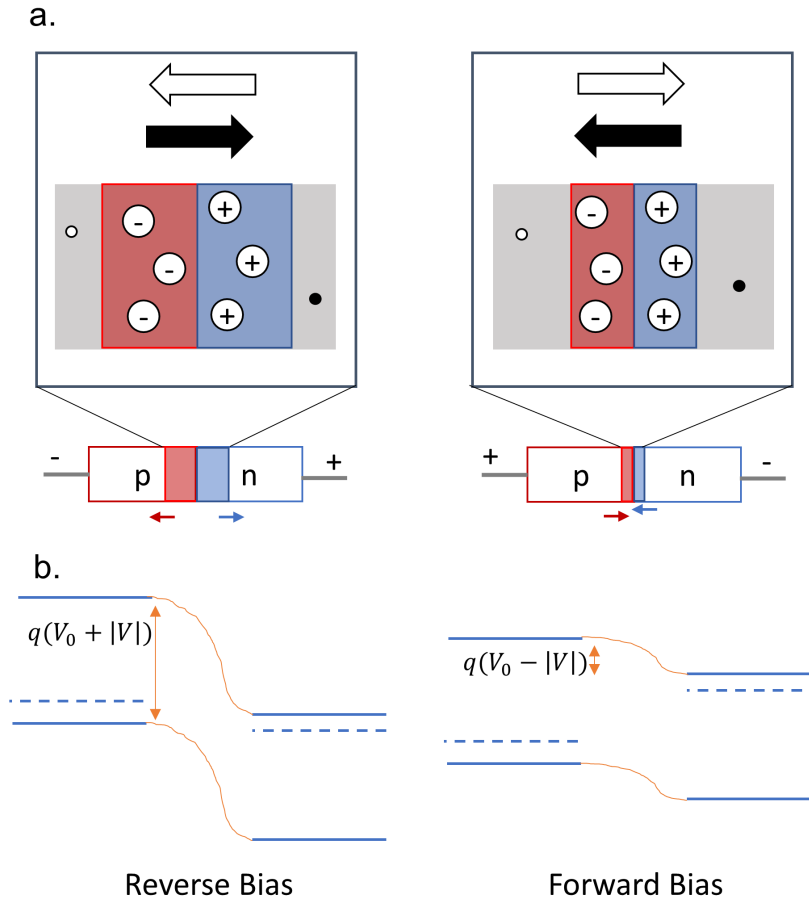 a.
- +
- +
- +
- +
- +
- +
- p n +
+ p n -
b.
q(V₀ + |V|)
q(V₀ − |V|)
Reverse Bias
Forward Bias